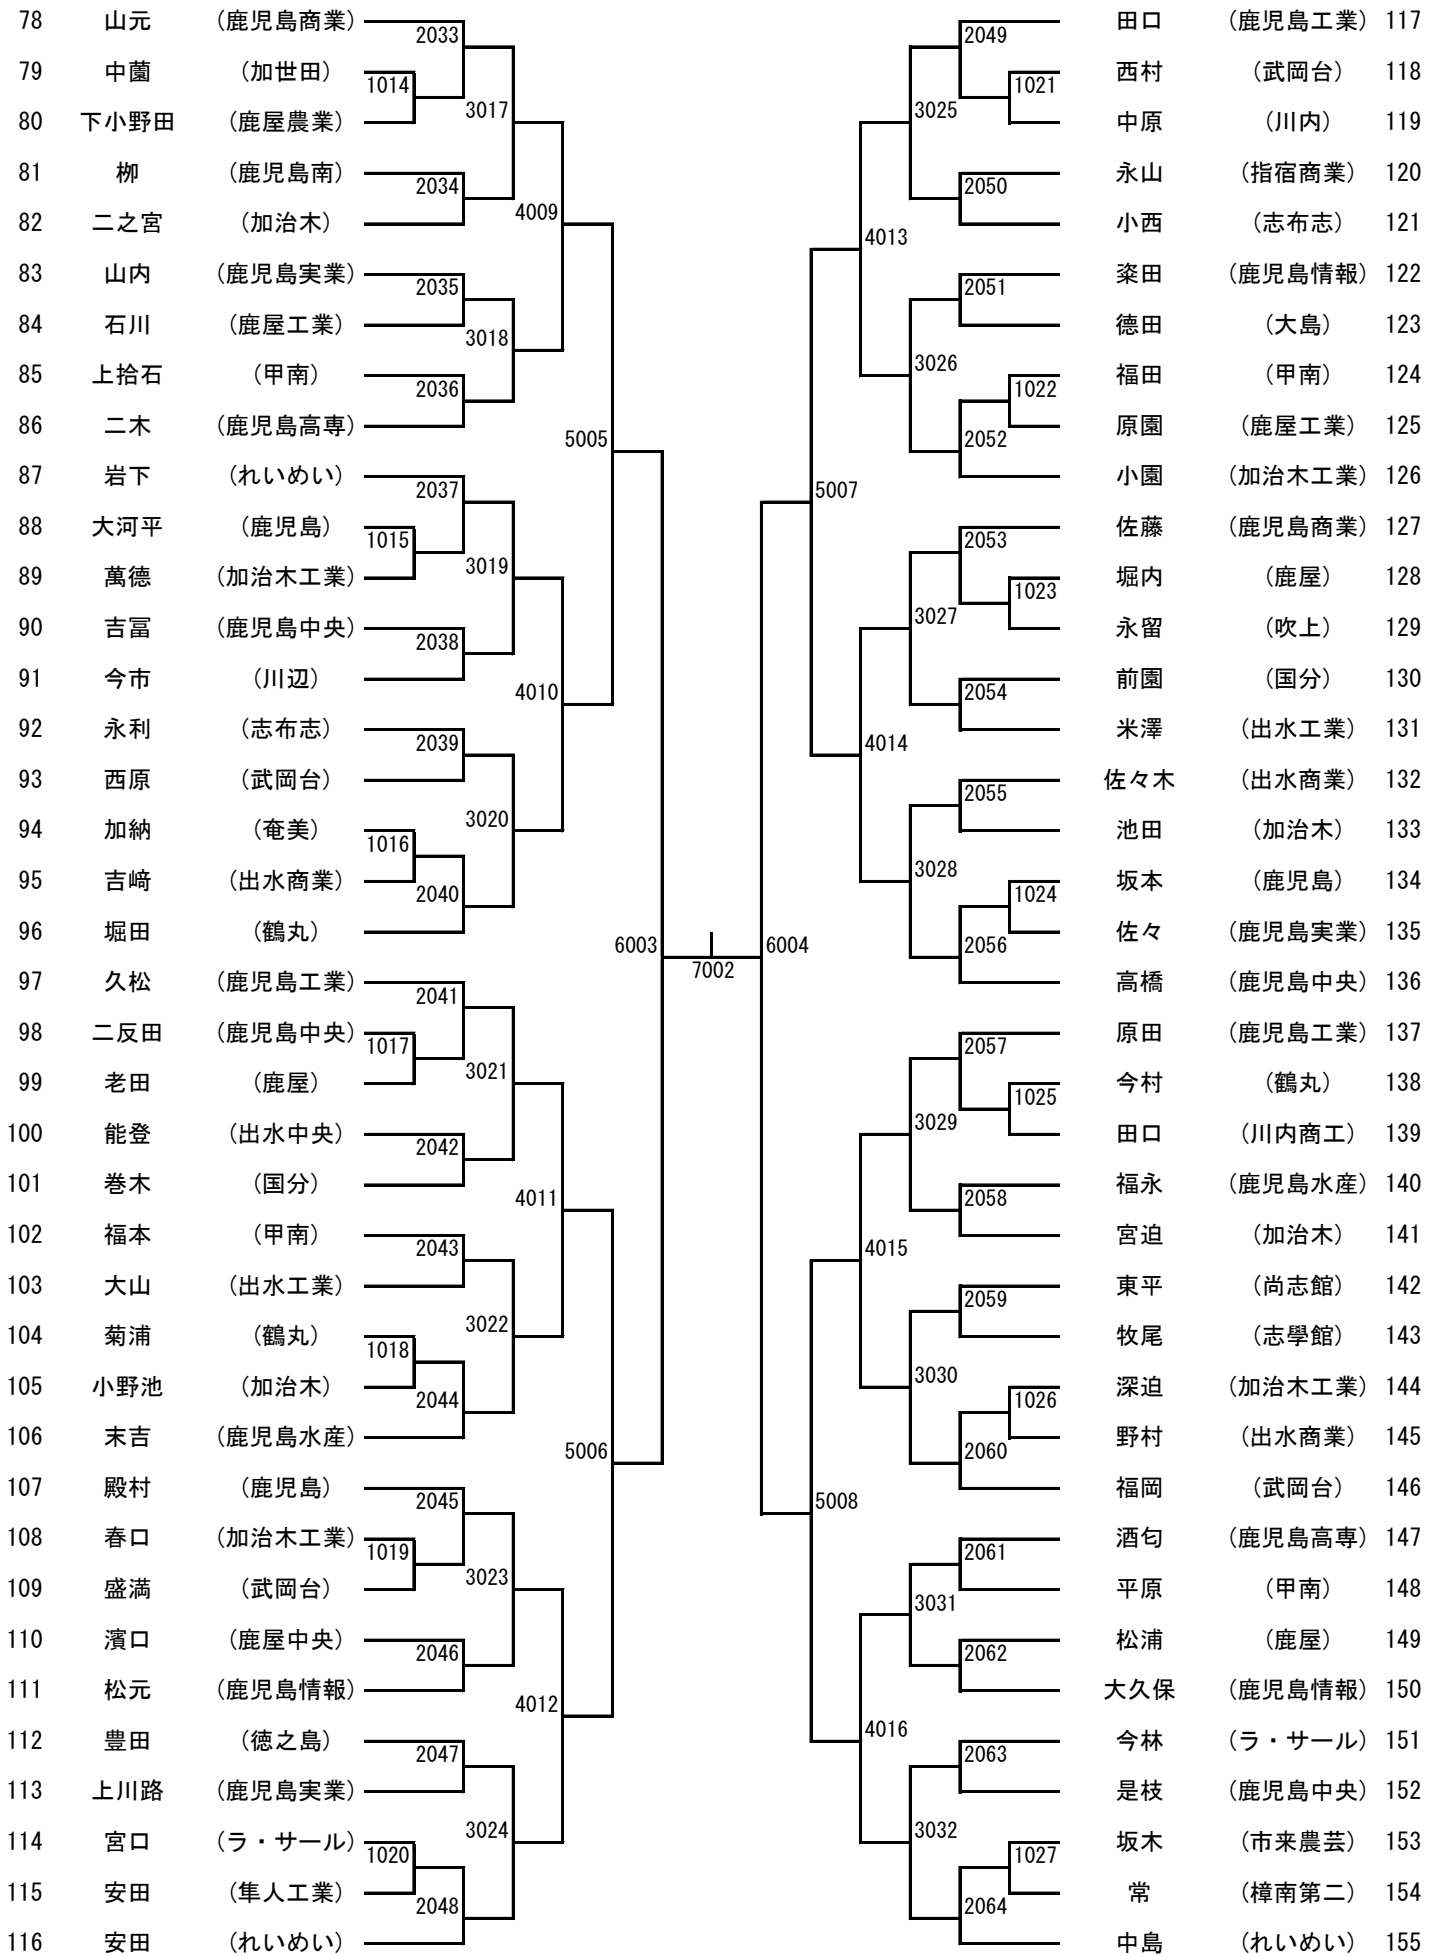 78 山元 （鹿児島商業）
2033
79 中薗 （加世田）
1014
3017
80 下小野田 （鹿屋農業）
81 栁 （鹿児島南）
2034
4009
82 二之宮 （加治木）
83 山内 （鹿児島実業）
2035
84 石川 （鹿屋工業）
3018
85 上拾石 （甲南）
2036
86 二木 （鹿児島高専）
5005
87 岩下 （れいめい）
2037
88 大河平 （鹿児島）
1015
3019
89 萬德 （加治木工業）
90 吉冨 （鹿児島中央）
2038
91 今市 （川辺）
4010
92 永利 （志布志）
2039
93 西原 （武岡台）
3020
94 加納 （奄美）
1016
95 吉﨑 （出水商業）
2040
96 堀田 （鶴丸）
6003
97 久松 （鹿児島工業）
2041
98 二反田 （鹿児島中央）
1017
3021
99 老田 （鹿屋）
100 能登 （出水中央）
2042
101 巻木 （国分）
4011
102 福本 （甲南）
2043
103 大山 （出水工業）
3022
104 菊浦 （鶴丸）
1018
105 小野池 （加治木）
2044
106 末吉 （鹿児島水産）
5006
107 殿村 （鹿児島）
2045
108 春口 （加治木工業）
1019
3023
109 盛満 （武岡台）
110 濱口 （鹿屋中央）
2046
111 松元 （鹿児島情報）
4012
112 豊田 （徳之島）
2047
113 上川路 （鹿児島実業）
3024
114 宮口 （ラ・サール）
1020
115 安田 （隼人工業）
2048
116 安田 （れいめい）
7002
田口 （鹿児島工業） 117
2049
西村 （武岡台） 118
1021
3025
中原 （川内） 119
永山 （指宿商業） 120
2050
小西 （志布志） 121
4013
楽田 （鹿児島情報） 122
2051
德田 （大島） 123
3026
福田 （甲南） 124
1022
原園 （鹿屋工業） 125
2052
小園 （加治木工業） 126
5007
佐藤 （鹿児島商業） 127
2053
堀内 （鹿屋） 128
1023
3027
永留 （吹上） 129
前園 （国分） 130
2054
米澤 （出水工業） 131
4014
佐々木 （出水商業） 132
2055
池田 （加治木） 133
3028
坂本 （鹿児島） 134
1024
佐々 （鹿児島実業） 135
2056
6004
高橋 （鹿児島中央） 136
原田 （鹿児島工業） 137
2057
今村 （鶴丸） 138
1025
3029
田口 （川内商工） 139
福永 （鹿児島水産） 140
2058
宮迫 （加治木） 141
4015
東平 （尚志館） 142
2059
牧尾 （志學館） 143
3030
深迫 （加治木工業） 144
1026
野村 （出水商業） 145
2060
福岡 （武岡台） 146
5008
酒匂 （鹿児島高専） 147
2061
平原 （甲南） 148
3031
松浦 （鹿屋） 149
2062
大久保 （鹿児島情報） 150
4016
今林 （ラ・サール） 151
2063
是枝 （鹿児島中央） 152
3032
坂木 （市来農芸） 153
1027
常 （樟南第二） 154
2064
中島 （れいめい） 155